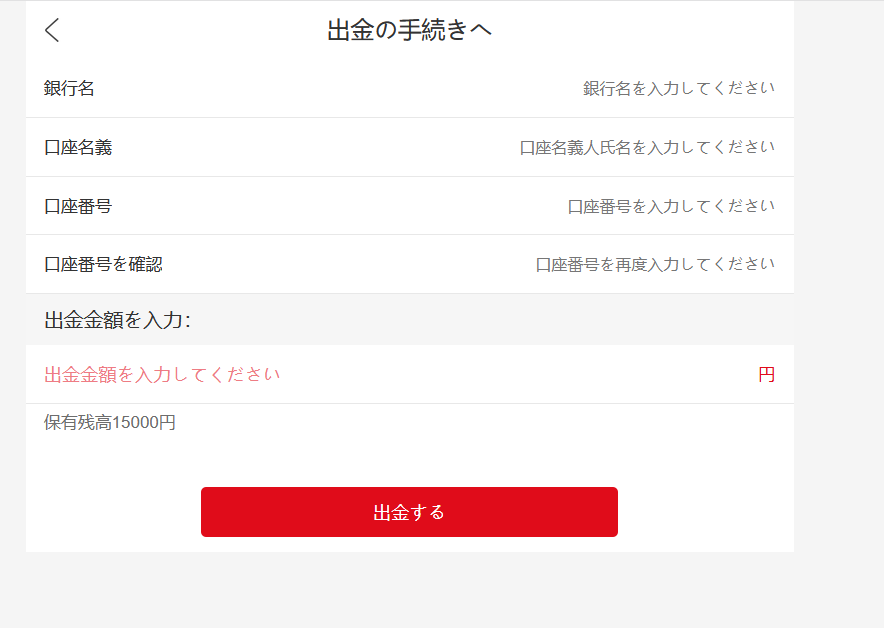 出金の手続きへ
銀行名 銀行名を入力してください
口座名義 口座名義人氏名を入力してください
口座番号 口座番号を入力してください
口座番号を確認 口座番号を再度入力してください
出金金額を入力:
出金金額を入力してください 円
保有残高15000円
出金する